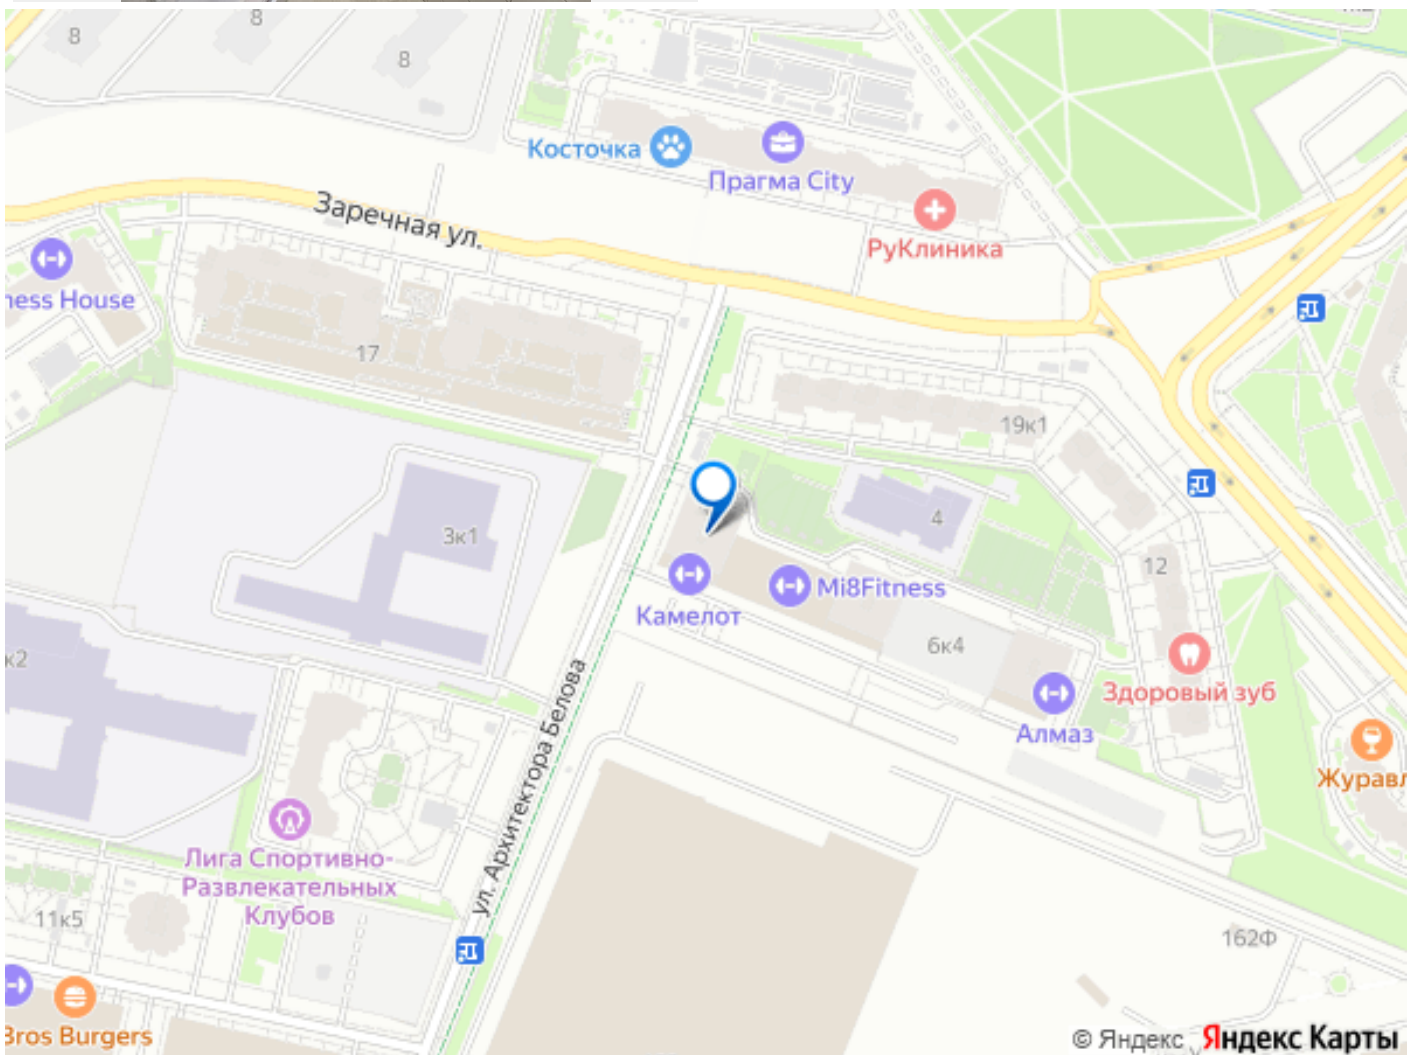 8
8
8
Косточка
Прагма City
РуКлиника
Заречная ул.
ness House
17
19к1
3к1
4
12
Mi8Fitness
Камелот
6к4
Здоровый зуб
Алмаз
к2
ул. Архитектора Белова
Журавл
Лига Спортивно-
Развлекательных
Клубов
11к5
162Ф
Bros Burgers
© Яндекс Яндекс Карты